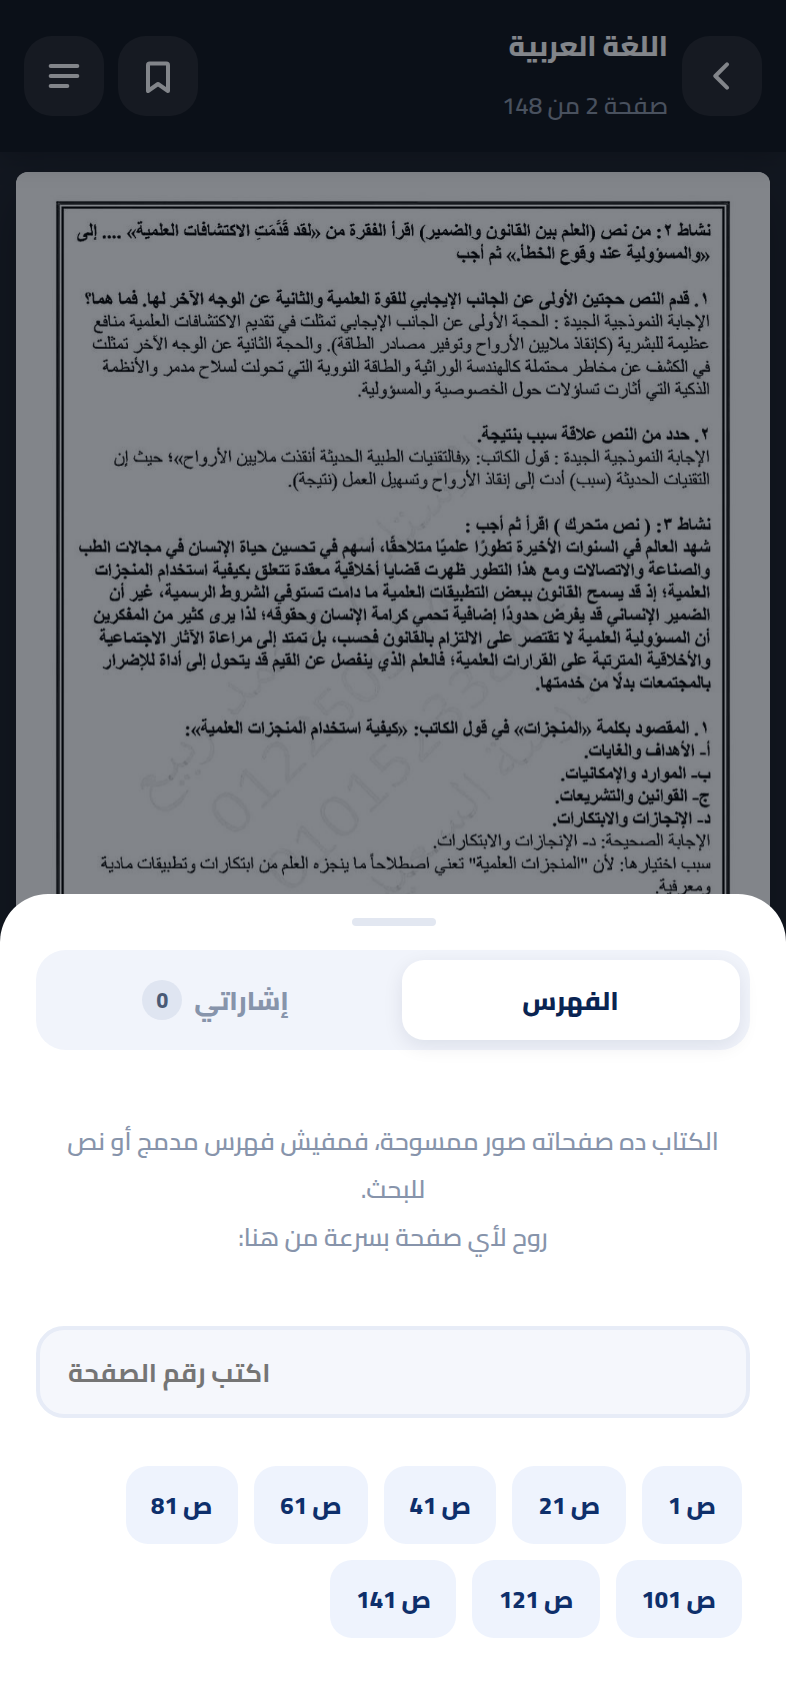 اللغة العربية
صفحة 2 من 148
نشاط ٢: من نص (العلم بين القانون والضمير) اقرأ الفقرة من «لقد قَدَّمَتِ الاكتشافات العلمية» .... إلى
«والمسؤولية عند وقوع الخطأ.» ثم أجب
١. قدم النص حجتين الأولى عن الجانب الإيجابي للقوة العلمية والثانية عن الوجه الآخر لها. فما هما؟
الإجابة النموذجية الجيدة : الحجة الأولى عن الجانب الإيجابي تمثلت في تقديم الاكتشافات العلمية منافع
عظيمة للبشرية (كإنقاذ ملايين الأرواح وتوفير مصادر الطاقة). والحجة الثانية عن الوجه الآخر تمثلت
في الكشف عن مخاطر محتملة كالهندسة الوراثية والطاقة النووية التي تحولت لسلاح مدمر والأنظمة
الذكية التي أثارت تساؤلات حول الخصوصية والمسؤولية.
٢. حدد من النص علاقة سبب بنتيجة.
الإجابة النموذجية الجيدة : قول الكاتب: «فالتقنيات الطبية الحديثة أنقذت ملايين الأرواح»؛ حيث إن
التقنيات الحديثة (سبب) أدت إلى إنقاذ الأرواح وتسهيل العمل (نتيجة).
نشاط ٣: ( نص متحرك ) اقرأ ثم أجب :
شهد العالم في السنوات الأخيرة تطورًا علميًا متلاحقًا، أسهم في تحسين حياة الإنسان في مجالات الطب
والصناعة والاتصالات ومع هذا التطور ظهرت قضايا أخلاقية معقدة تتعلق بكيفية استخدام المنجزات
العلمية؛ إذ قد يسمح القانون ببعض التطبيقات العلمية ما دامت تستوفي الشروط الرسمية، غير أن
الضمير الإنساني قد يفرض حدودًا إضافية تحمي كرامة الإنسان وحقوقه؛ لذا يرى كثير من المفكرين
أن المسؤولية العلمية لا تقتصر على الالتزام بالقانون فحسب، بل تمتد إلى مراعاة الآثار الاجتماعية
والأخلاقية المترتبة على القرارات العلمية؛ فالعلم الذي ينفصل عن القيم قد يتحول إلى أداة للإضرار
بالمجتمعات بدلًا من خدمتها.
١. المقصود بكلمة «المنجزات» في قول الكاتب: «كيفية استخدام المنجزات العلمية»:
أ- الأهداف والغايات.
ب- الموارد والإمكانيات.
ج- القوانين والتشريعات.
د- الإنجازات والابتكارات.
الإجابة الصحيحة: د- الإنجازات والابتكارات.
سبب اختيارها: لأن "المنجزات العلمية" تعني اصطلاحاً ما ينجزه العلم من ابتكارات وتطبيقات مادية
ومعرفية.
الفهرس
إشاراتي 0
الكتاب ده صفحاته صور ممسوحة، فمفيش فهرس مدمج أو نص
للبحث.
روح لأي صفحة بسرعة من هنا:
اكتب رقم الصفحة
ص 1 ص 21 ص 41 ص 61 ص 81
ص 101 ص 121 ص 141